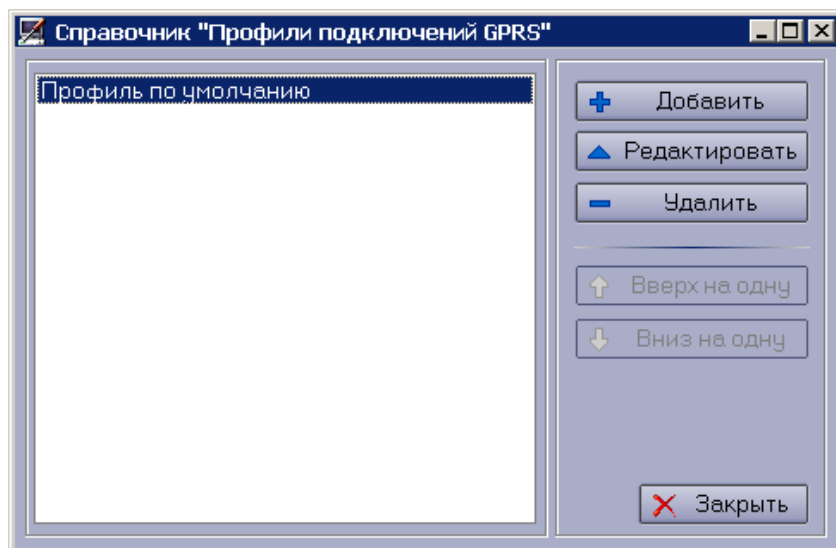 Справочник "Профили подключений GPRS"
Профиль по умолчанию
Добавить
Редактировать
Удалить
Вверх на одну
Вниз на одну
Закрыть